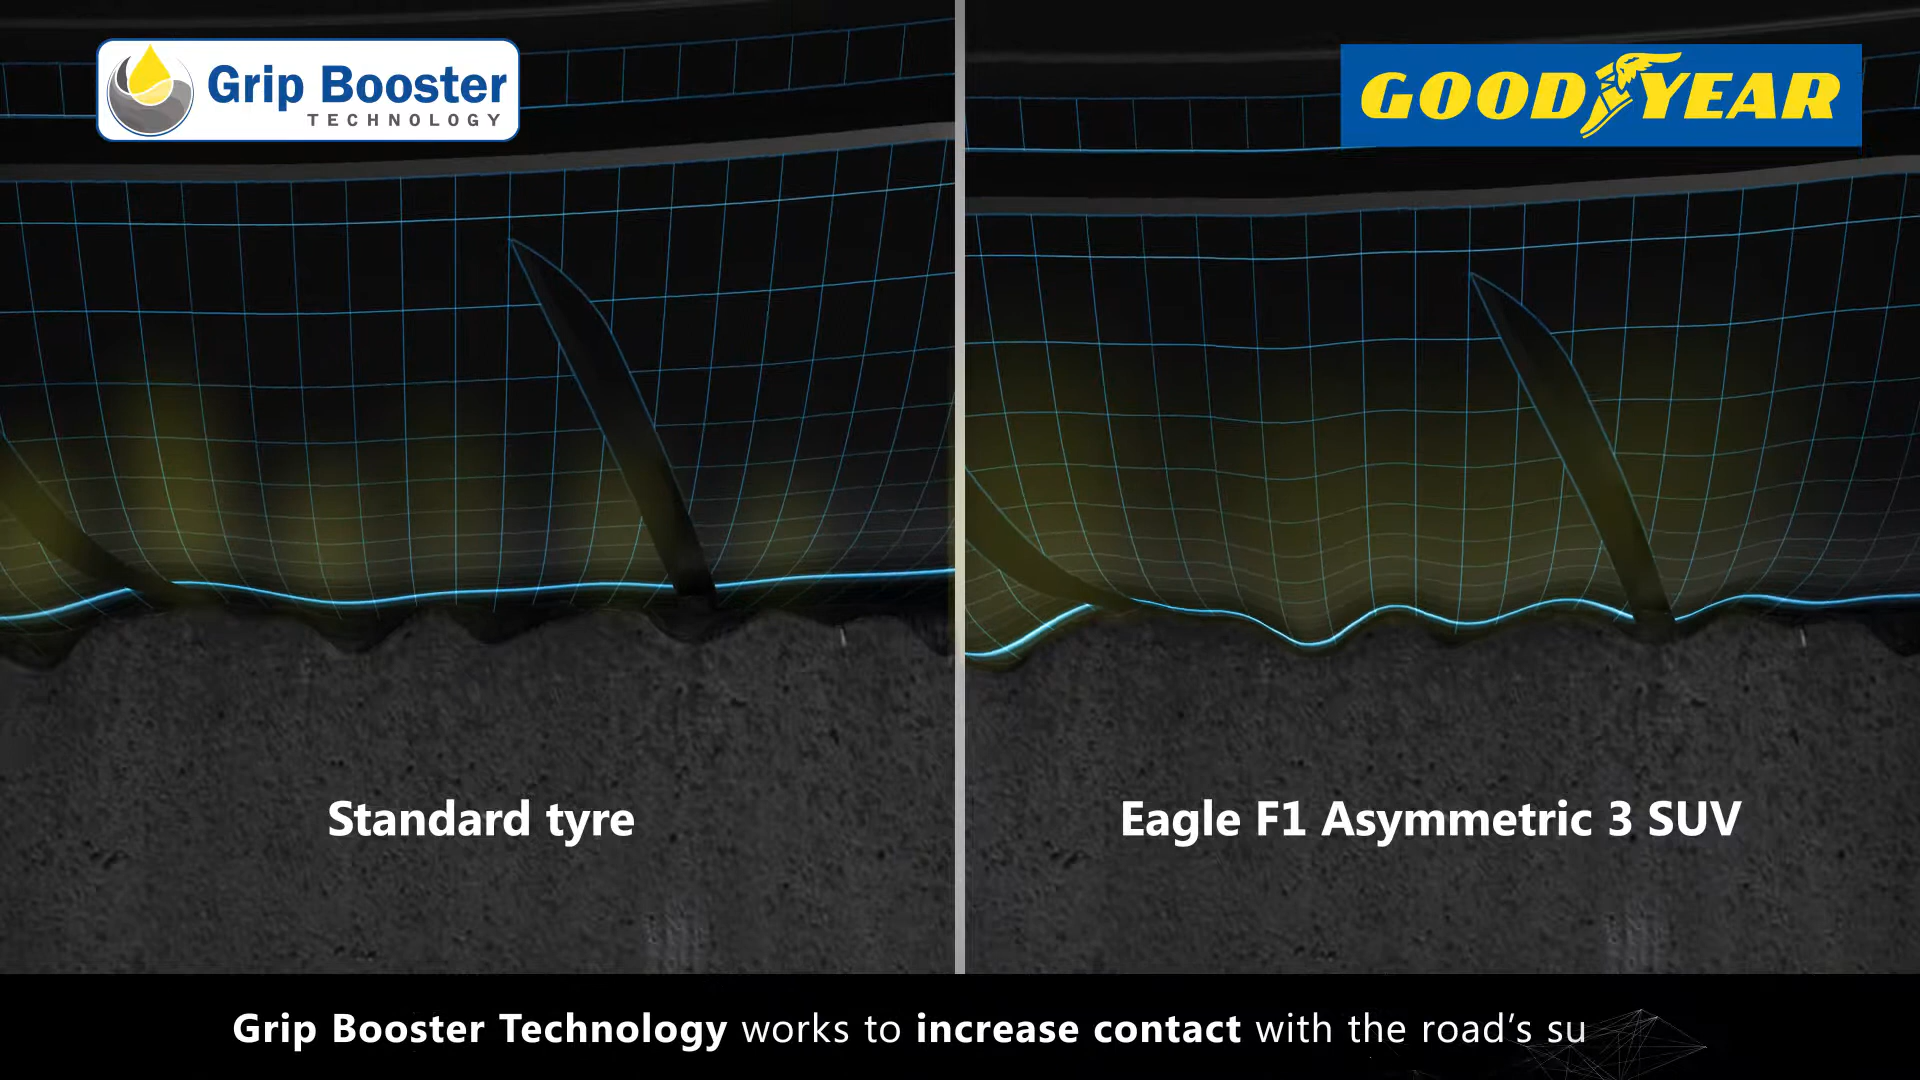 Grip Booster
TECHNOLOGY
GOODYEAR
Standard tyre
Eagle F1 Asymmetric 3 SUV
Grip Booster Technology works to increase contact with the road’s su